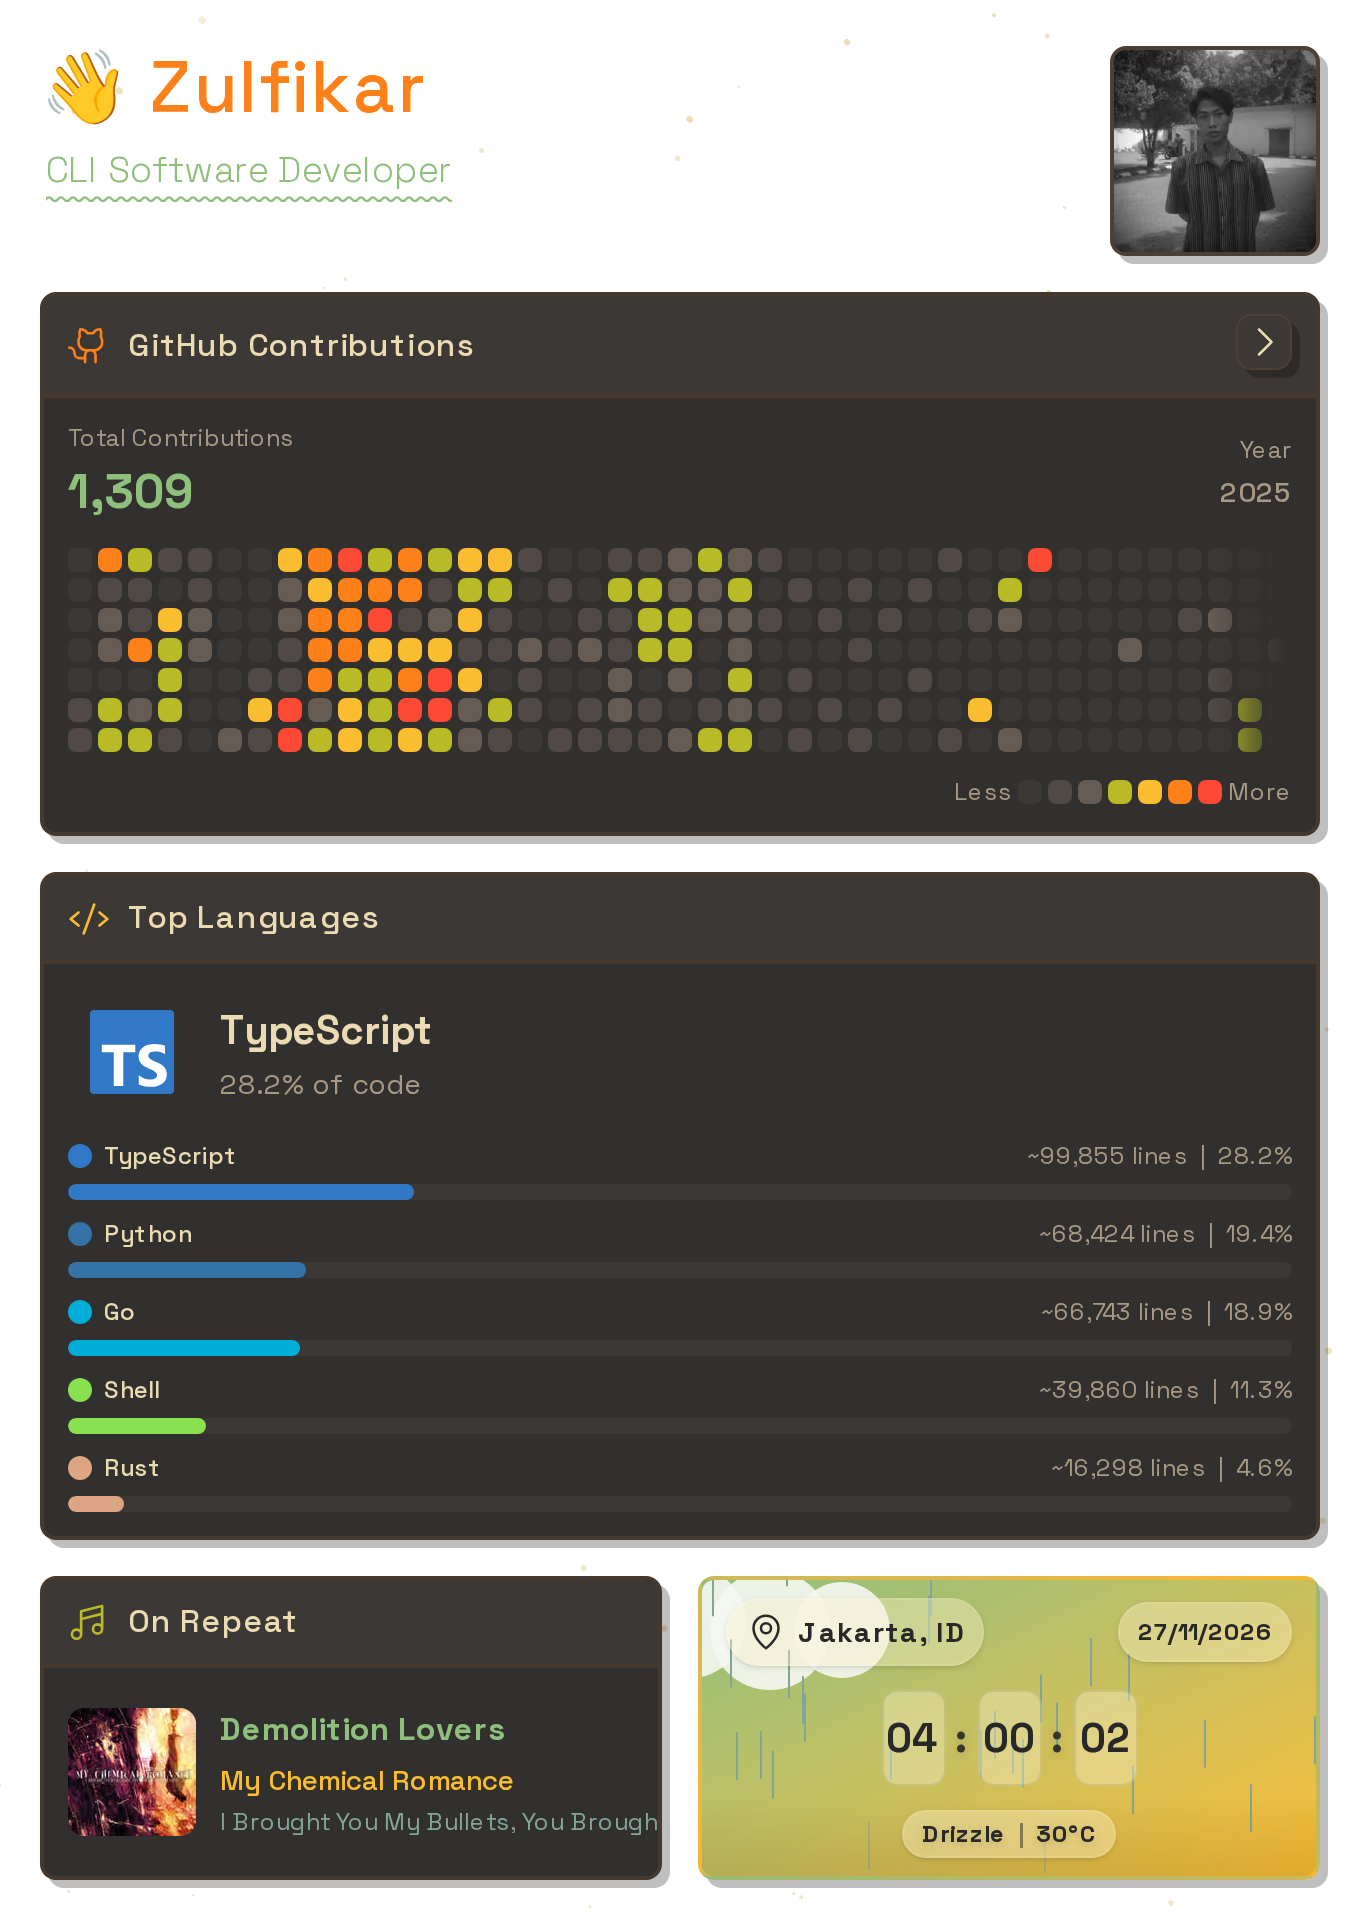 👋 Zulfikar
CLI Software Developer
GitHub Contributions
Total Contributions
1,309
Year
2025
Less More
</> Top Languages
TS
TypeScript
28.2% of code
TypeScript ~99,855 lines | 28.2%
Python ~68,424 lines | 19.4%
Go ~66,743 lines | 18.9%
Shell ~39,860 lines | 11.3%
Rust ~16,298 lines | 4.6%
On Repeat
MY CHEMICAL ROMANCE
Demolition Lovers
My Chemical Romance
I Brought You My Bullets, You Brough
Jakarta, ID
27/11/2026
04 : 00 : 02
Drizzle | 30°C